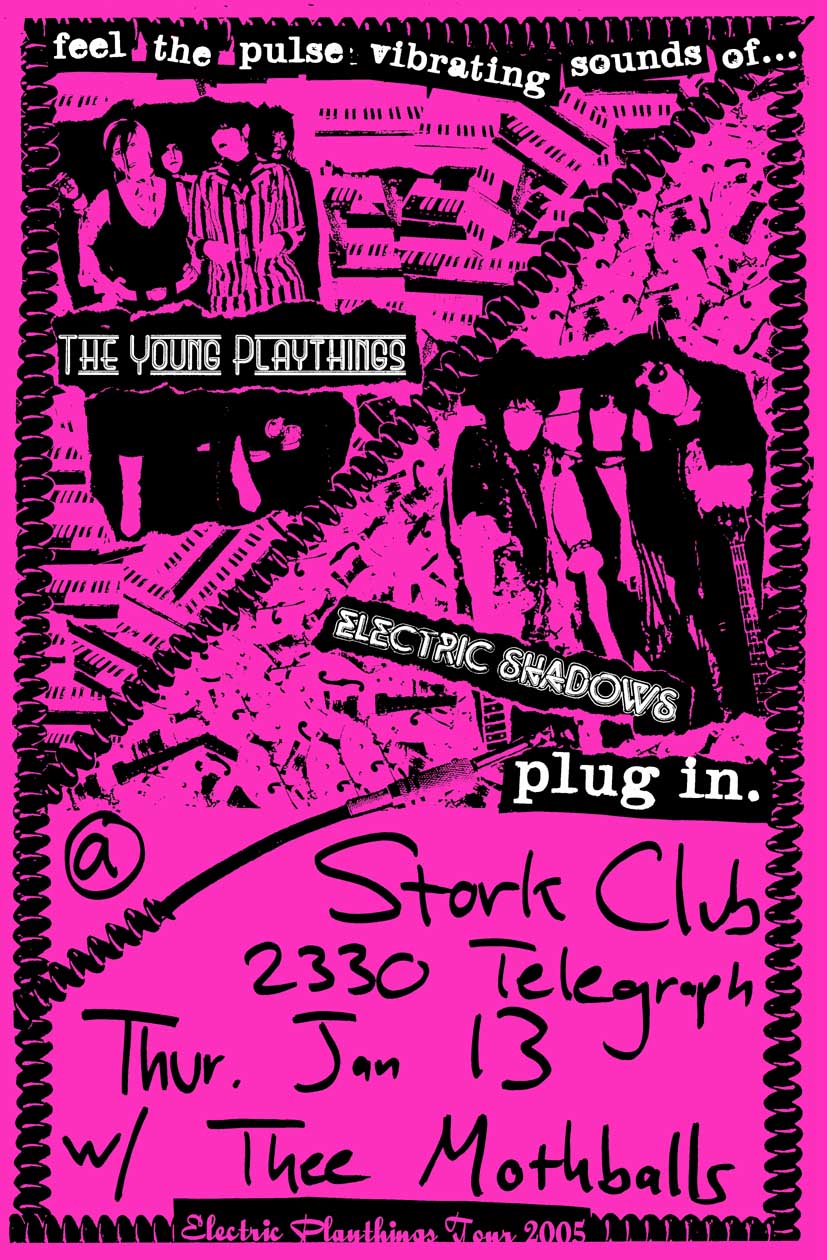 feel the pulse vibrating sounds of...
THE YOUNG PLAYTHINGS
ELECTRIC SHADOWS
plug in.
@ Stork Club
2330 Telegraph
Thur. Jan 13
w/ Thee Mothballs
Electric Playthings Tour 2005